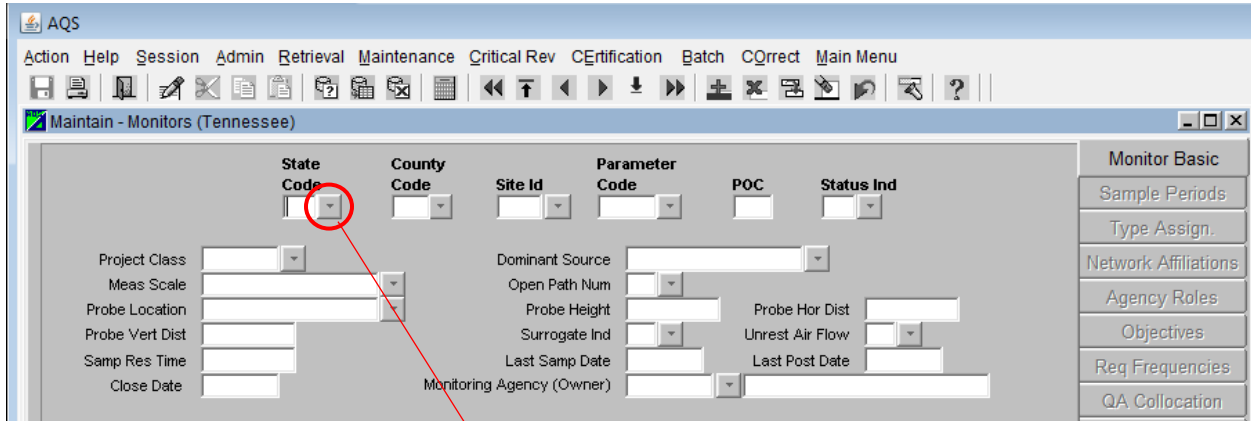 AQS
Action Help Session Admin Retrieval Maintenance Critical Rev CErtification Batch COrrect Main Menu
Maintain - Monitors (Tennessee)
State County Parameter
Code Code Site Id Code POC Status Ind
Project Class Dominant Source
Meas Scale Open Path Num
Probe Location Probe Height Probe Hor Dist
Probe Vert Dist Surrogate Ind Unrest Air Flow
Samp Res Time Last Samp Date Last Post Date
Close Date Monitoring Agency (Owner)
Monitor Basic
Sample Periods
Type Assign.
Network Affiliations
Agency Roles
Objectives
Req Frequencies
QA Collocation